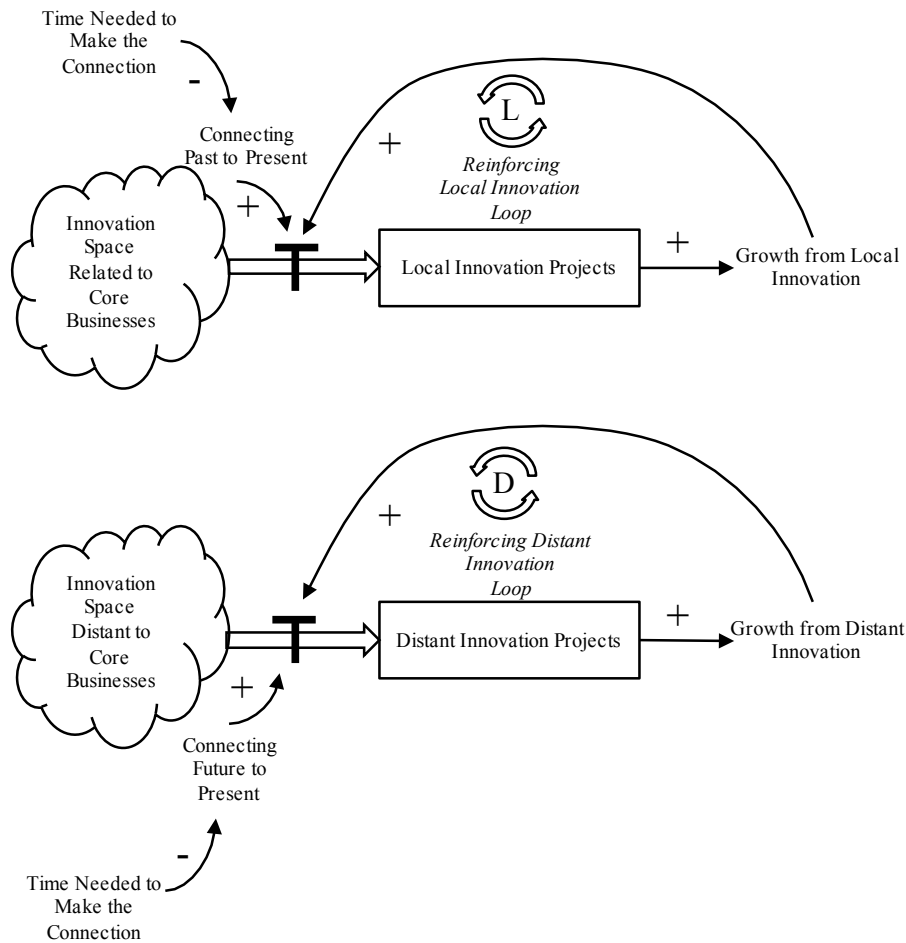 Time Needed to
Make the
Connection
-
Connecting
Past to Present
+
+
L
Reinforcing
Local Innovation
Loop
Innovation
Space
Related to
Core
Businesses
Local Innovation Projects
+
Growth from Local
Innovation
D
+
Reinforcing Distant
Innovation
Loop
Innovation
Space
Distant to
Core
Businesses
Distant Innovation Projects
+
Growth from Distant
Innovation
+
Connecting
Future to
Present
-
Time Needed to
Make the
Connection